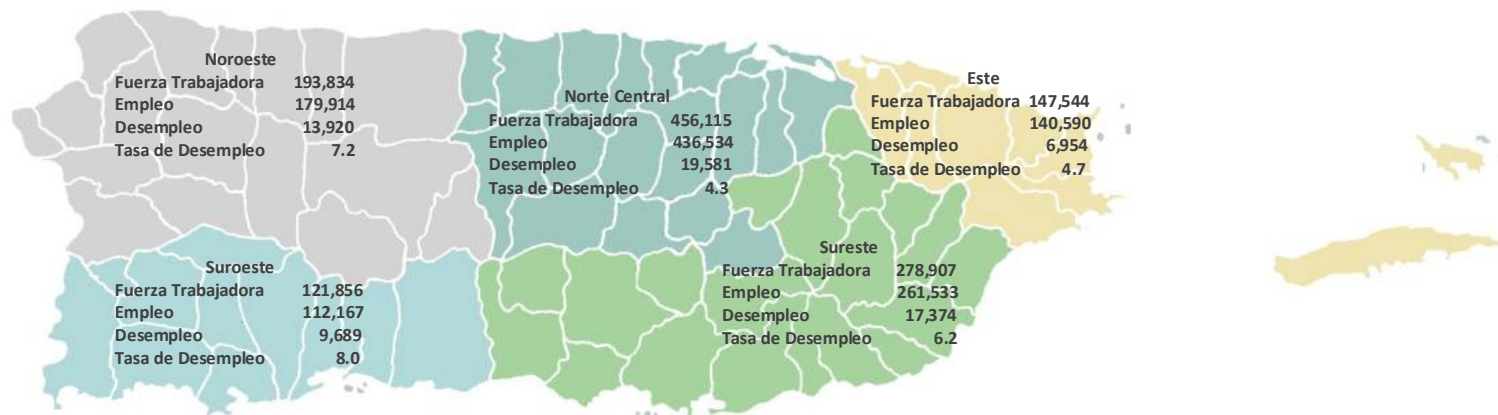 Noroeste
Fuerza Trabajadora 193,834
Empleo 179,914
Desempleo 13,920
Tasa de Desempleo 7.2
Norte Central
Fuerza Trabajadora 456,115
Empleo 436,534
Desempleo 19,581
Tasa de Desempleo 4.3
Este
Fuerza Trabajadora 147,544
Empleo 140,590
Desempleo 6,954
Tasa de Desempleo 4.7
Suroeste
Fuerza Trabajadora 121,856
Empleo 112,167
Desempleo 9,689
Tasa de Desempleo 8.0
Sureste
Fuerza Trabajadora 278,907
Empleo 261,533
Desempleo 17,374
Tasa de Desempleo 6.2